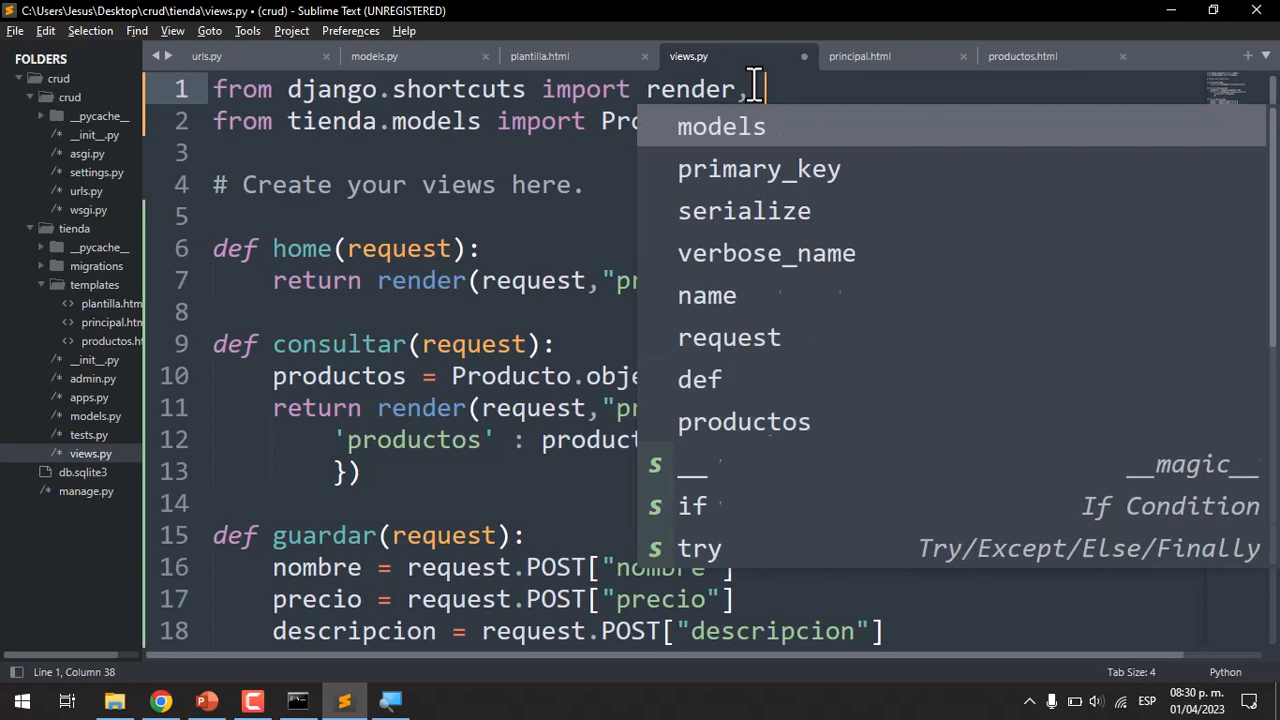 C:\Users\Jesus\Desktop\crud\tienda\views.py • (crud) - Sublime Text (UNREGISTERED)
File Edit Selection Find View Goto Tools Project Preferences Help
FOLDERS
crud
crud
__pycache__
__init__.py
asgi.py
settings.py
urls.py
wsgi.py
tienda
__pycache__
migrations
templates
plantilla.htm
principal.htm
productos.ht
__init__.py
admin.py
apps.py
models.py
tests.py
views.py
db.sqlite3
manage.py
urls.py models.py plantilla.html views.py principal.html productos.html
1 from django.shortcuts import render,
2 from tienda.models import Pro
3
4 # Create your views here.
5
6 def home(request):
7 return render(request,"pr
8
9 def consultar(request):
10 productos = Producto.obje
11 return render(request,"pr
12 'productos' : product
13 })
14
15 def guardar(request):
16 nombre = request.POST["nombre"]
17 precio = request.POST["precio"]
18 descripcion = request.POST["descripcion"]
models
primary_key
serialize
verbose_name
name
request
def
productos
s __ __magic__
s if If Condition
s try Try/Except/Else/Finally
Line 1, Column 38 Tab Size: 4 Python
ESP 08:30 p. m.
01/04/2023